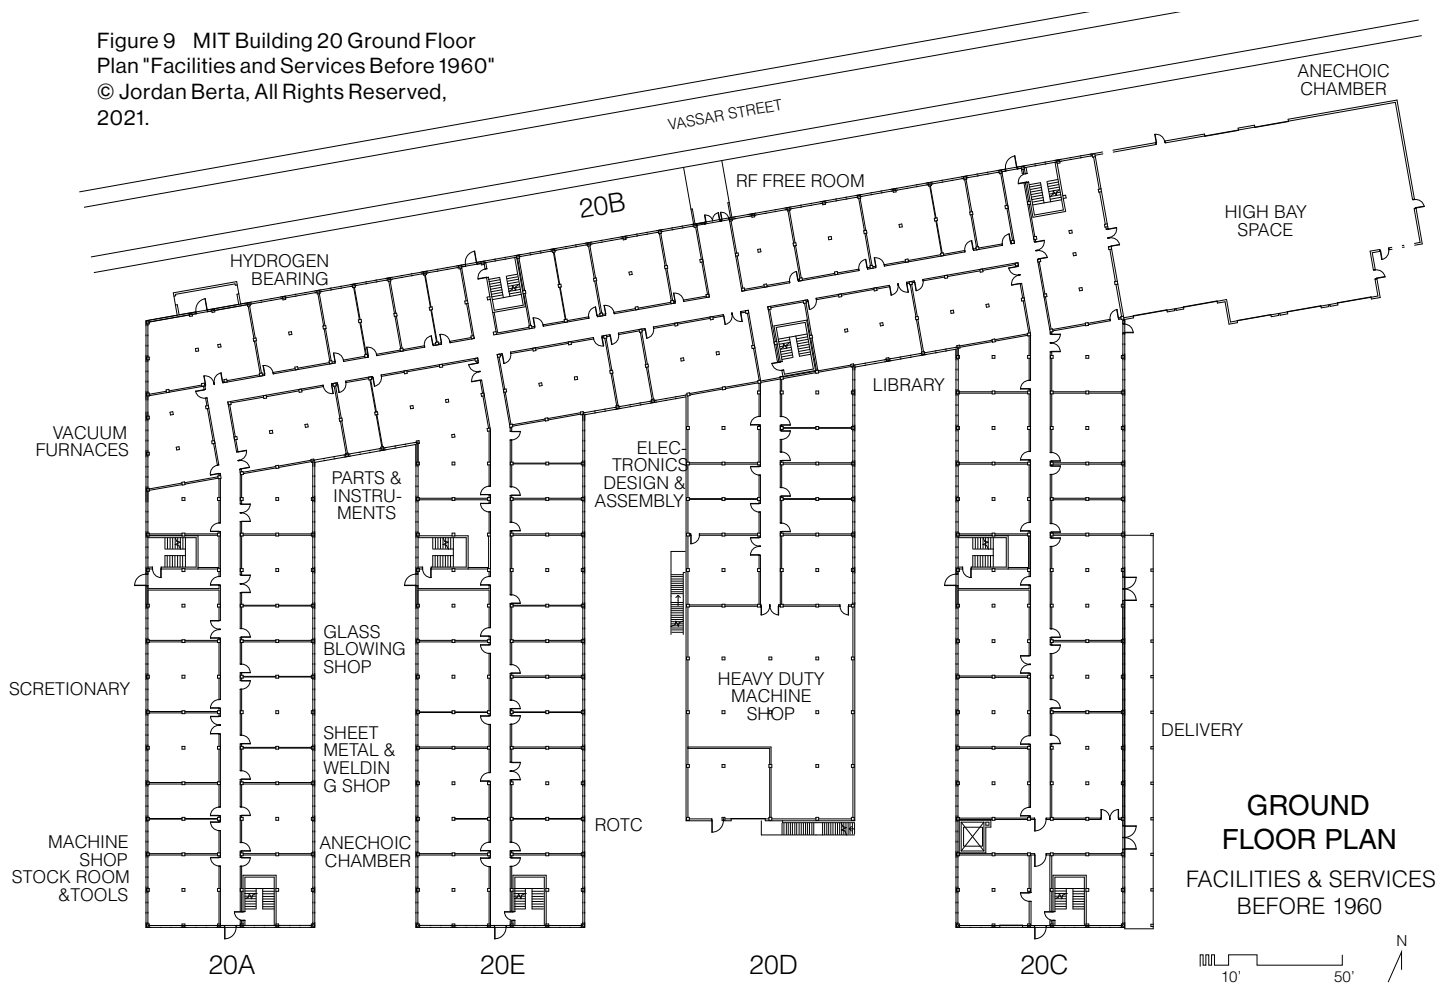 Figure 9 MIT Building 20 Ground Floor
Plan "Facilities and Services Before 1960"
© Jordan Berta, All Rights Reserved,
2021.
VASSAR STREET
ANECHOIC
CHAMBER
RF FREE ROOM
20B
HIGH BAY
SPACE
HYDROGEN
BEARING
LIBRARY
VACUUM
FURNACES
PARTS &
INSTRU-
MENTS
ELEC-
TRONICS
DESIGN &
ASSEMBLY
GLASS
BLOWING
SHOP
SCRETIONARY
HEAVY DUTY
MACHINE
SHOP
SHEET
METAL &
WELDIN
G SHOP
DELIVERY
MACHINE
SHOP
STOCK ROOM
&TOOLS
ANECHOIC
CHAMBER
ROTC
GROUND
FLOOR PLAN
FACILITIES & SERVICES
BEFORE 1960
20A
20E
20D
20C
10'
50'
N